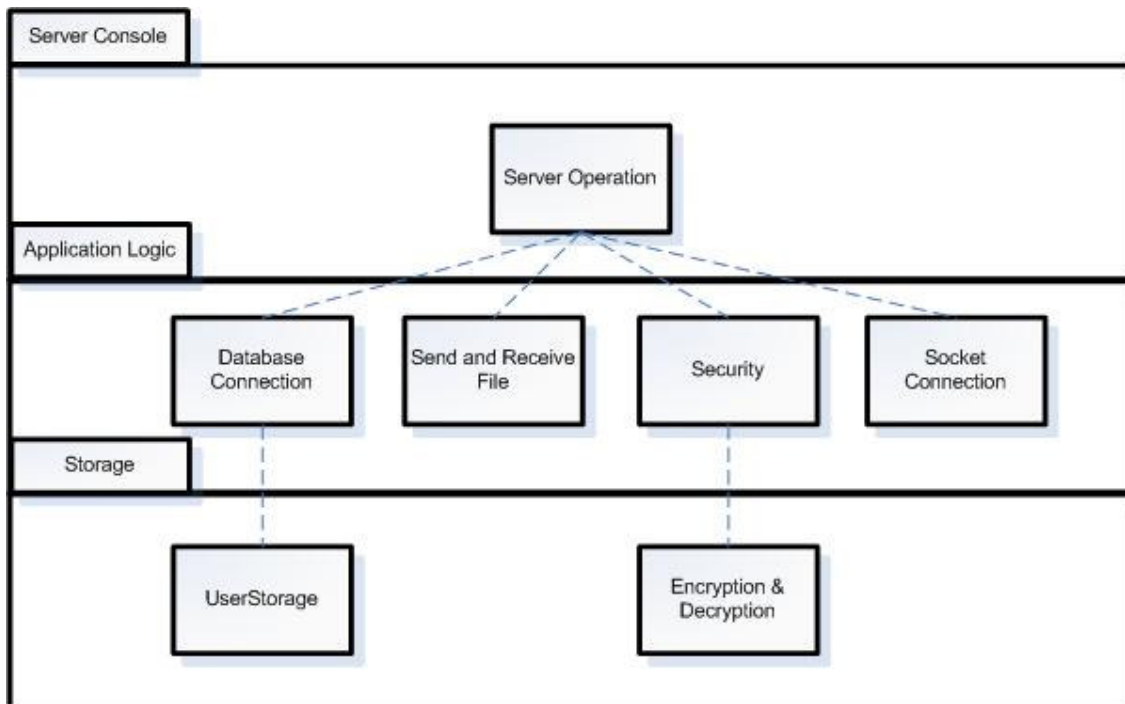 Server Console
Server Operation
Application Logic
Database
Connection
Send and Receive
File
Security
Socket
Connection
Storage
UserStorage
Encryption &
Decryption